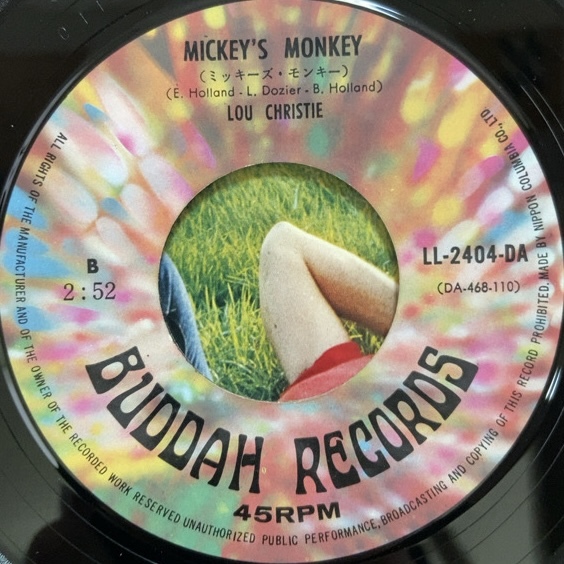 MICKEY'S MONKEY
(ミッキーズ・モンキー)
(E. Holland - L. Dozier - B. Holland)
LOU CHRISTIE
B
2:52
LL-2404-DA
(DA-468-110)
BUDDAH RECORDS
45RPM
ALL RIGHTS OF THE MANUFACTURER AND OF THE OWNER OF THE RECORDED WORK RESERVED UNAUTHORIZED PUBLIC PERFORMANCE, BROADCASTING AND COPYING OF THIS RECORD PROHIBITED. MADE BY NIPPON COLUMBIA CO., LTD